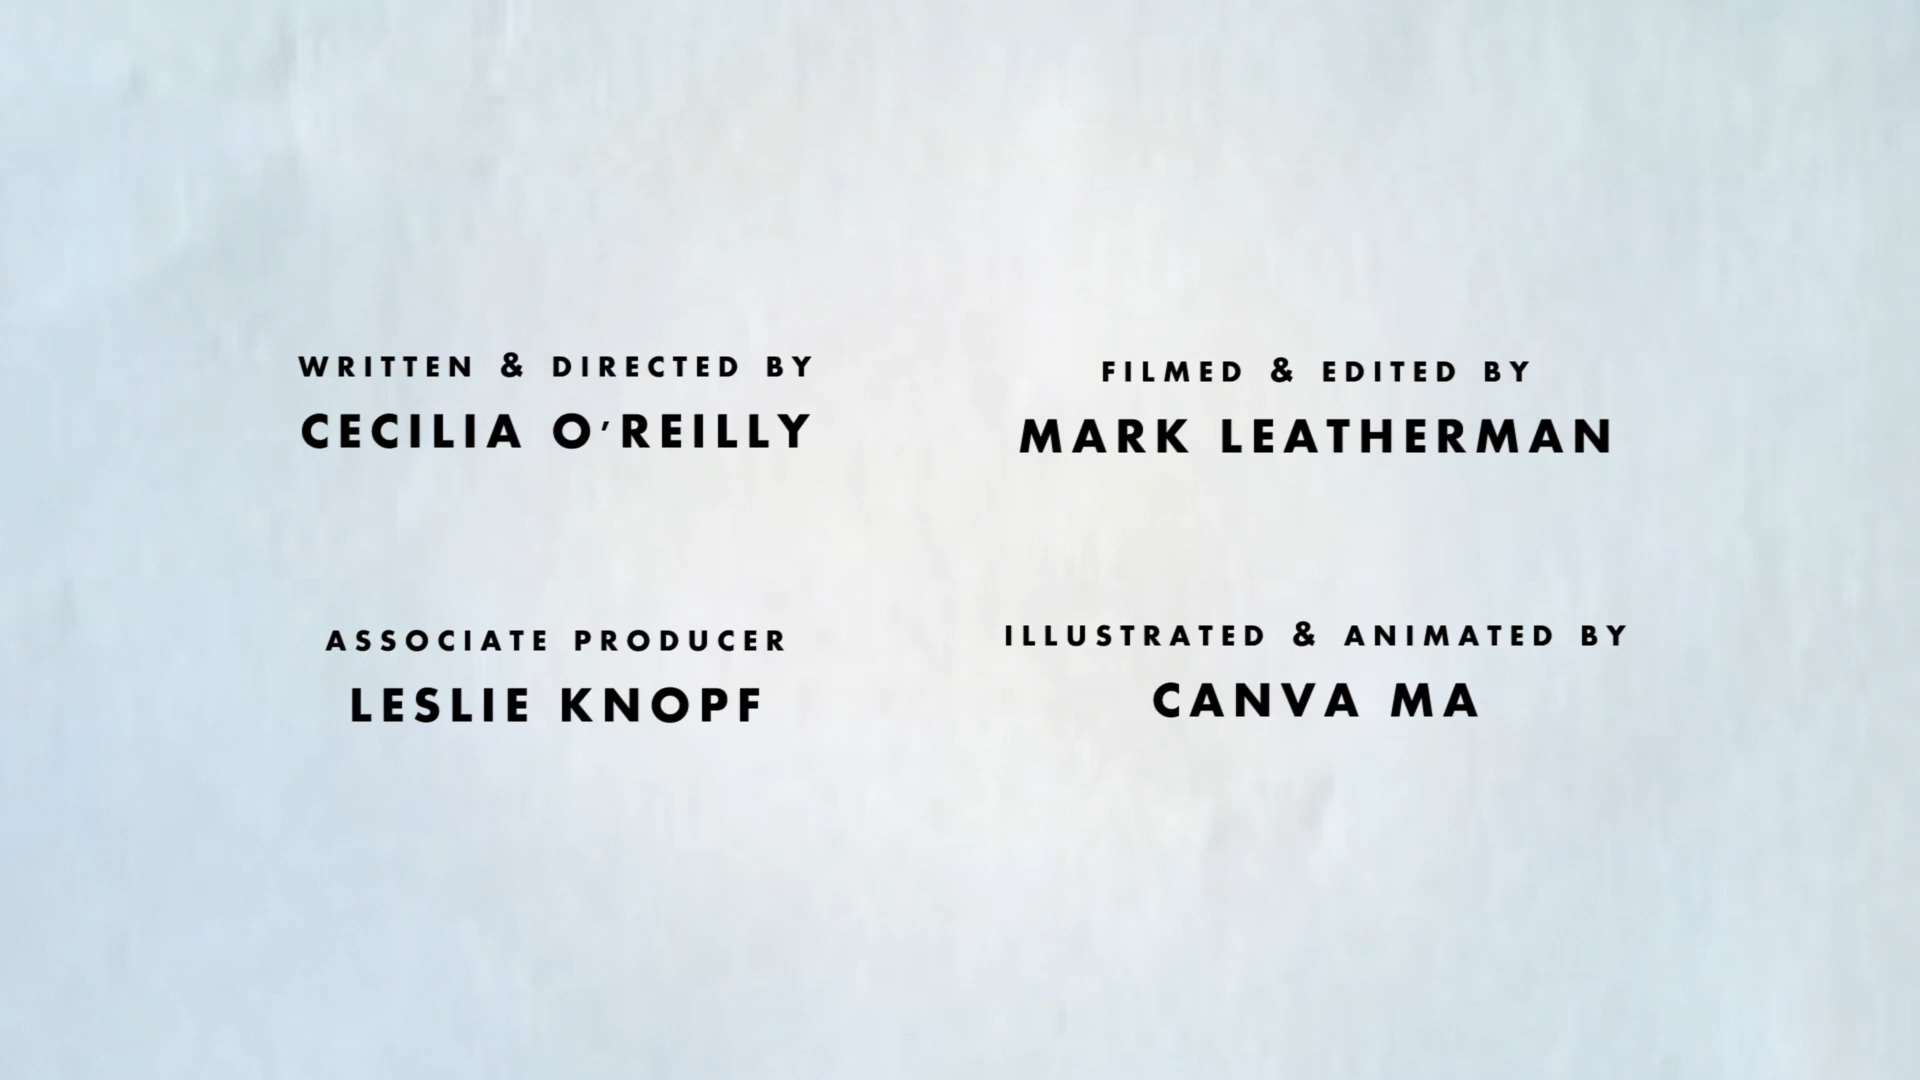 WRITTEN & DIRECTED BY
CECILIA O'REILLY
FILMED & EDITED BY
MARK LEATHERMAN
ASSOCIATE PRODUCER
LESLIE KNOPF
ILLUSTRATED & ANIMATED BY
CANVA MA